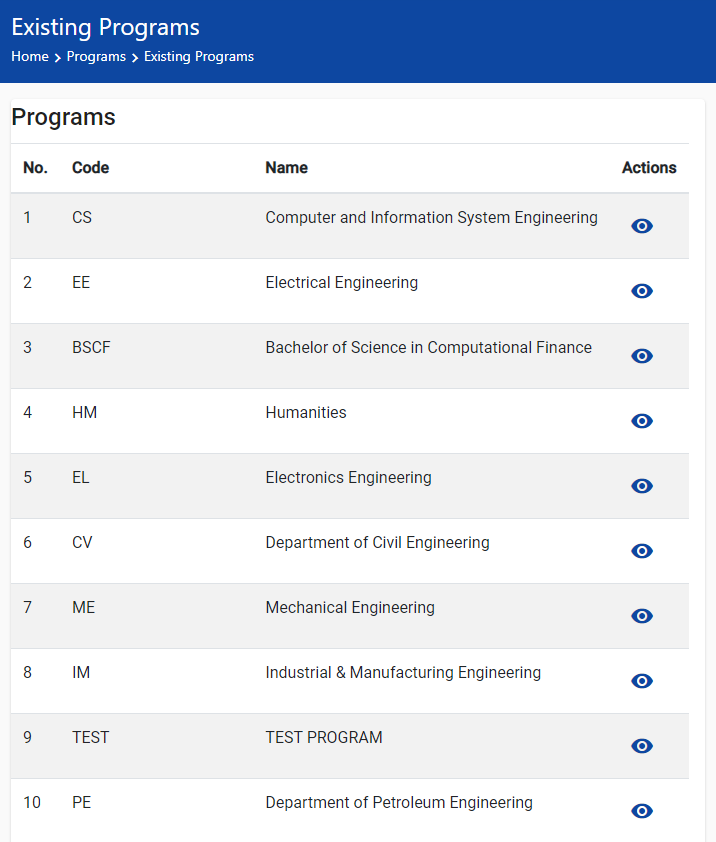 Existing Programs
Home > Programs > Existing Programs
Programs
No. Code Name Actions
1 CS Computer and Information System Engineering
2 EE Electrical Engineering
3 BSCF Bachelor of Science in Computational Finance
4 HM Humanities
5 EL Electronics Engineering
6 CV Department of Civil Engineering
7 ME Mechanical Engineering
8 IM Industrial & Manufacturing Engineering
9 TEST TEST PROGRAM
10 PE Department of Petroleum Engineering